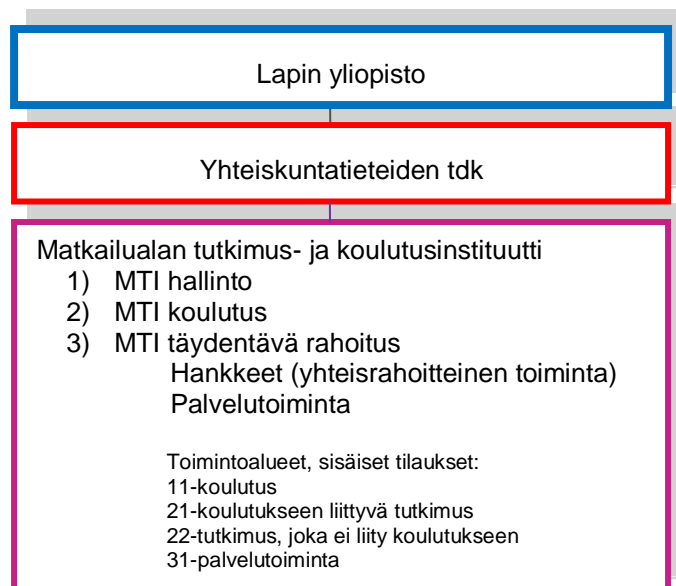 Lapin yliopisto
Yhteiskuntatieteiden tdk
Matkailualan tutkimus- ja koulutusinstituutti
1) MTI hallinto
2) MTI koulutus
3) MTI täydentävä rahoitus
Hankkeet (yhteisrahoitteinen toiminta)
Palvelutoiminta
Toimintoalueet, sisäiset tilaukset:
11-koulutus
21-koulutukseen liittyvä tutkimus
22-tutkimus, joka ei liity koulutukseen
31-palvelutoiminta